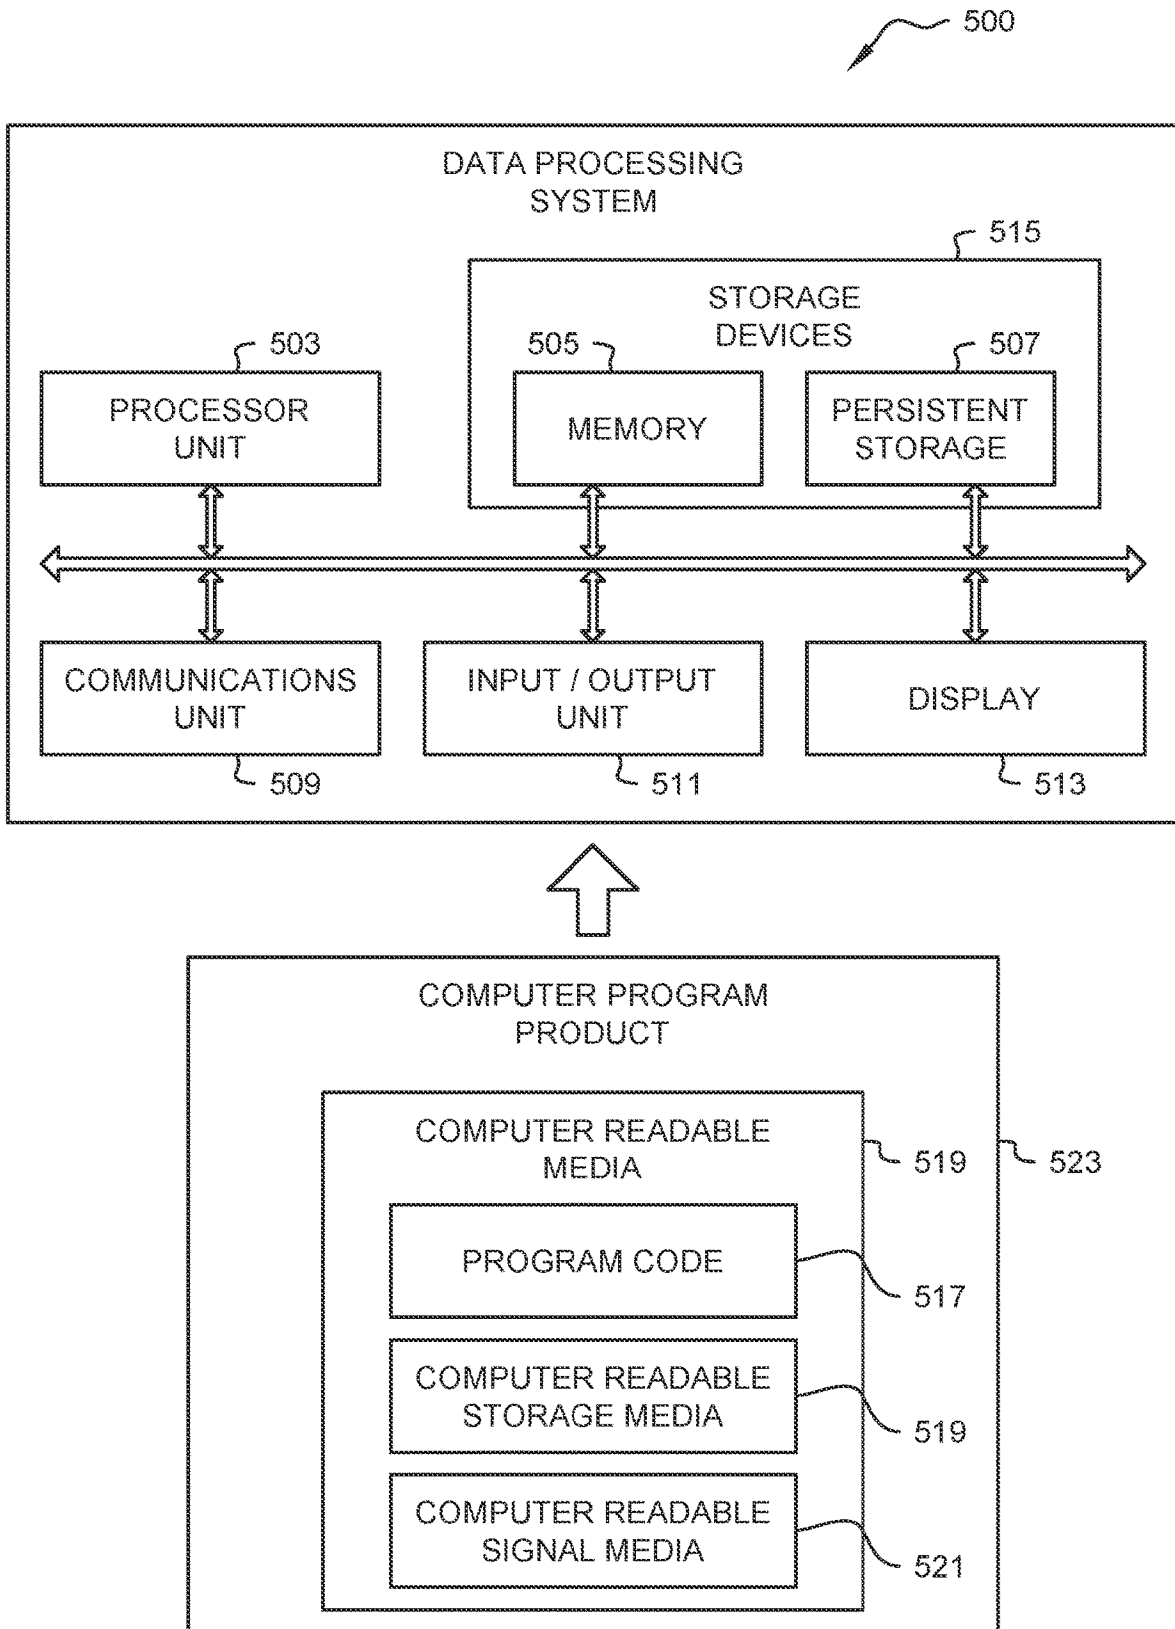 500
DATA PROCESSING
SYSTEM
515
STORAGE
DEVICES
503
505
507
PROCESSOR
UNIT
MEMORY
PERSISTENT
STORAGE
COMMUNICATIONS
UNIT
INPUT / OUTPUT
UNIT
DISPLAY
509
511
513
COMPUTER PROGRAM
PRODUCT
COMPUTER READABLE
MEDIA
519
523
PROGRAM CODE
517
COMPUTER READABLE
STORAGE MEDIA
519
COMPUTER READABLE
SIGNAL MEDIA
521